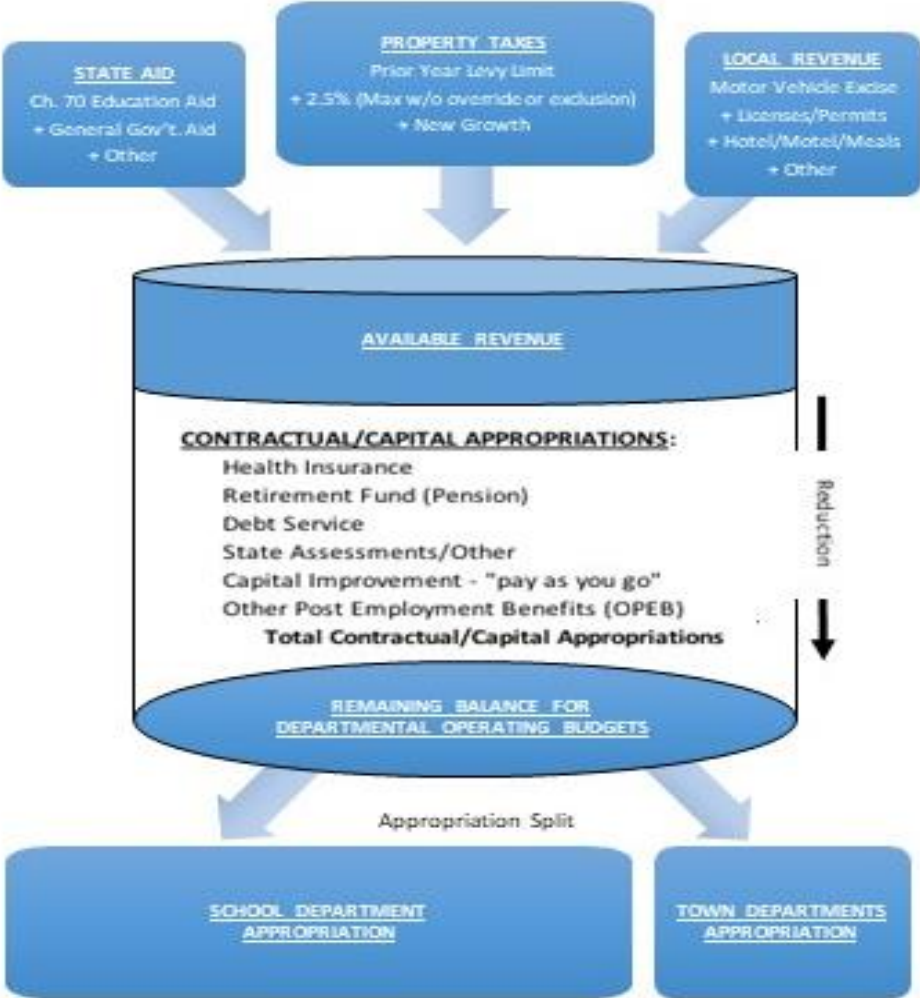 STATE AID
Ch. 70 Education Aid
+ General Gov't. Aid
+ Other
PROPERTY TAXES
Prior Year Levy Limit
+ 2.5% (Max w/o override or exclusion)
+ New Growth
LOCAL REVENUE
Motor Vehicle Excise
+ Licenses/Permits
+ Hotel/Motel/Meals
+ Other
AVAILABLE REVENUE
CONTRACTUAL/CAPITAL APPROPRIATIONS:
Health Insurance
Retirement Fund (Pension)
Debt Service
State Assessments/Other
Capital Improvement - "pay as you go"
Other Post Employment Benefits (OPEB)
Total Contractual/Capital Appropriations
Reduction
REMAINING BALANCE FOR
DEPARTMENTAL OPERATING BUDGETS
Appropriation Split
SCHOOL DEPARTMENT
APPROPRIATION
TOWN DEPARTMENTS
APPROPRIATION